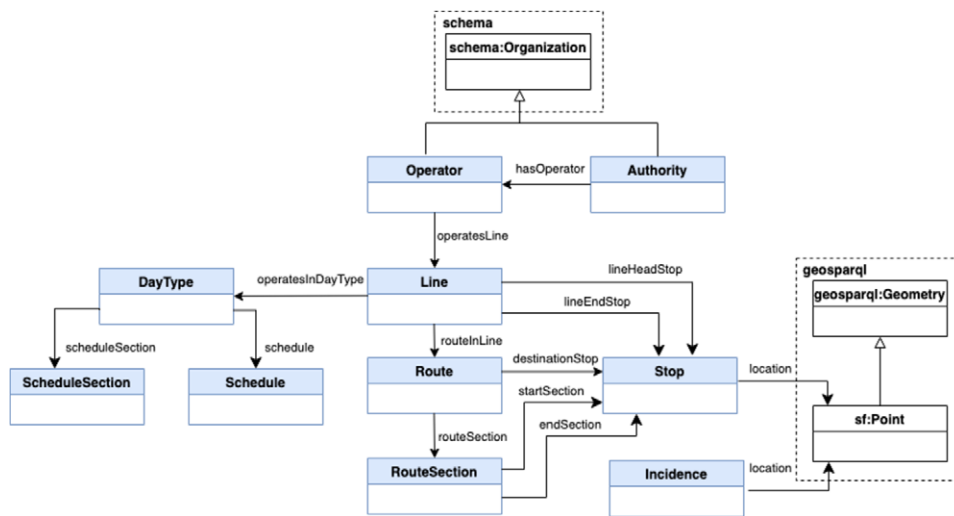 schema
schema:Organization
Operator
hasOperator
Authority
operatesLine
geosparql
DayType
operatesInDayType
Line
lineHeadStop
geosparql:Geometry
lineEndStop
scheduleSection
schedule
routeInLine
destinationStop
location
ScheduleSection
Schedule
Route
Stop
startSection
sf:Point
endSection
routeSection
RouteSection
Incidence
location